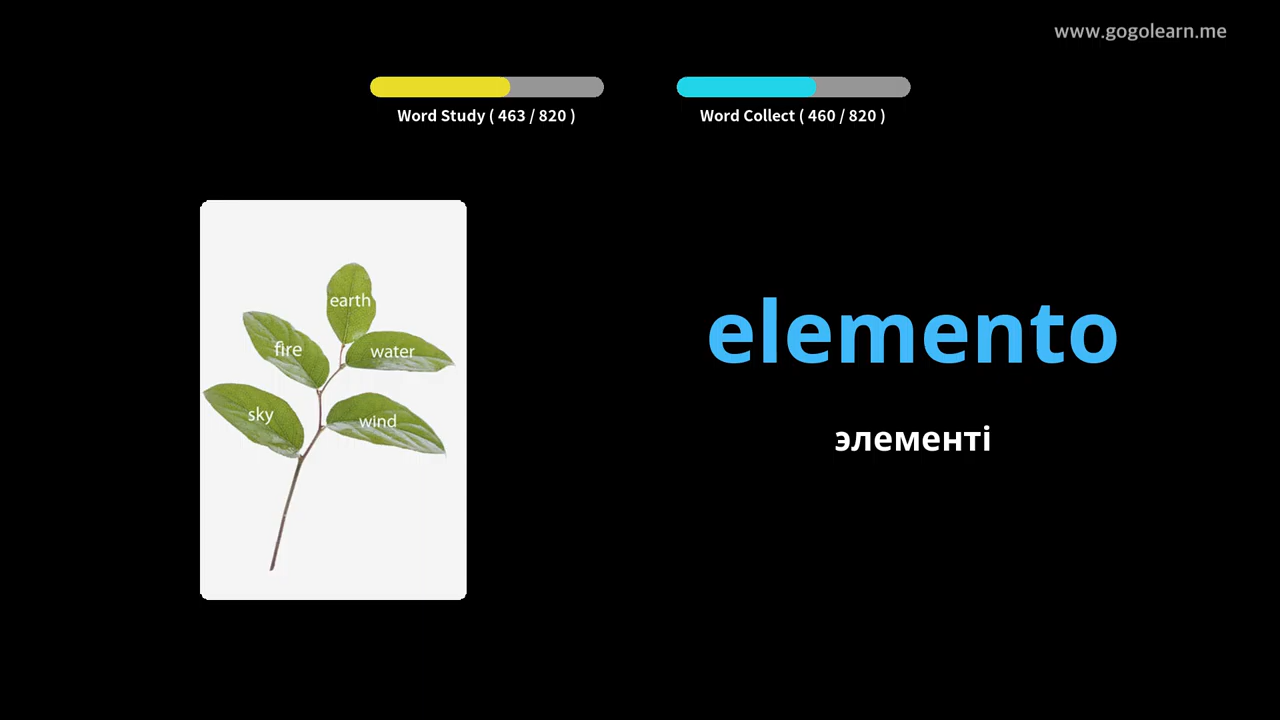 www.gogolearn.me
Word Study ( 463 / 820 )
Word Collect ( 460 / 820 )
earth
fire
water
sky
wind
elemento
элементі